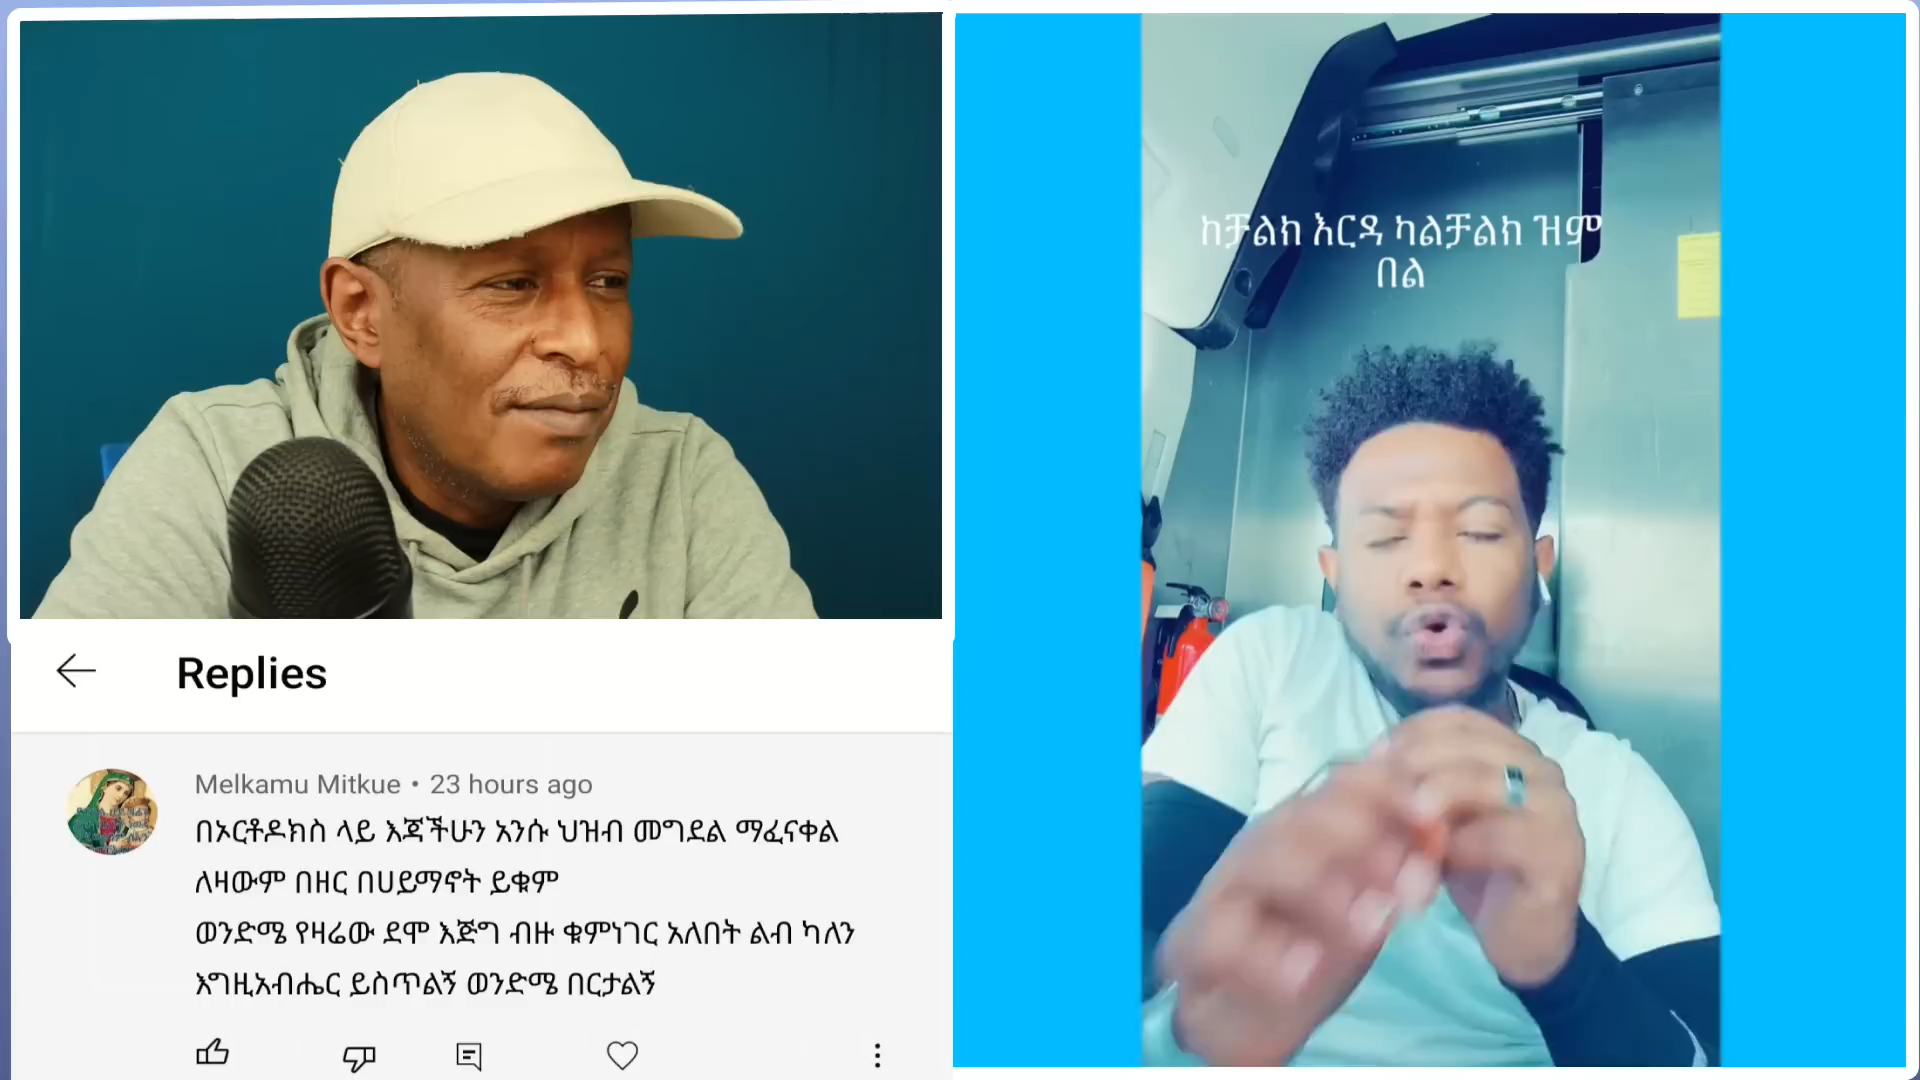 ከቻልክ እርዳ ካልቻልክ ዝም
በል
Replies
Melkamu Mitkue • 23 hours ago
በኦርቶዶክስ ላይ እጃችሁን አንሱ ህዝብ መግደል ማፈናቀል
ለዛውም በዘር በሀይማኖት ይቁም
ወንድሜ የዛሬው ደሞ እጅግ ብዙ ቁምነገር አለበት ልብ ካለን
እግዚአብሔር ይስጥልኝ ወንድሜ በርታልኝ